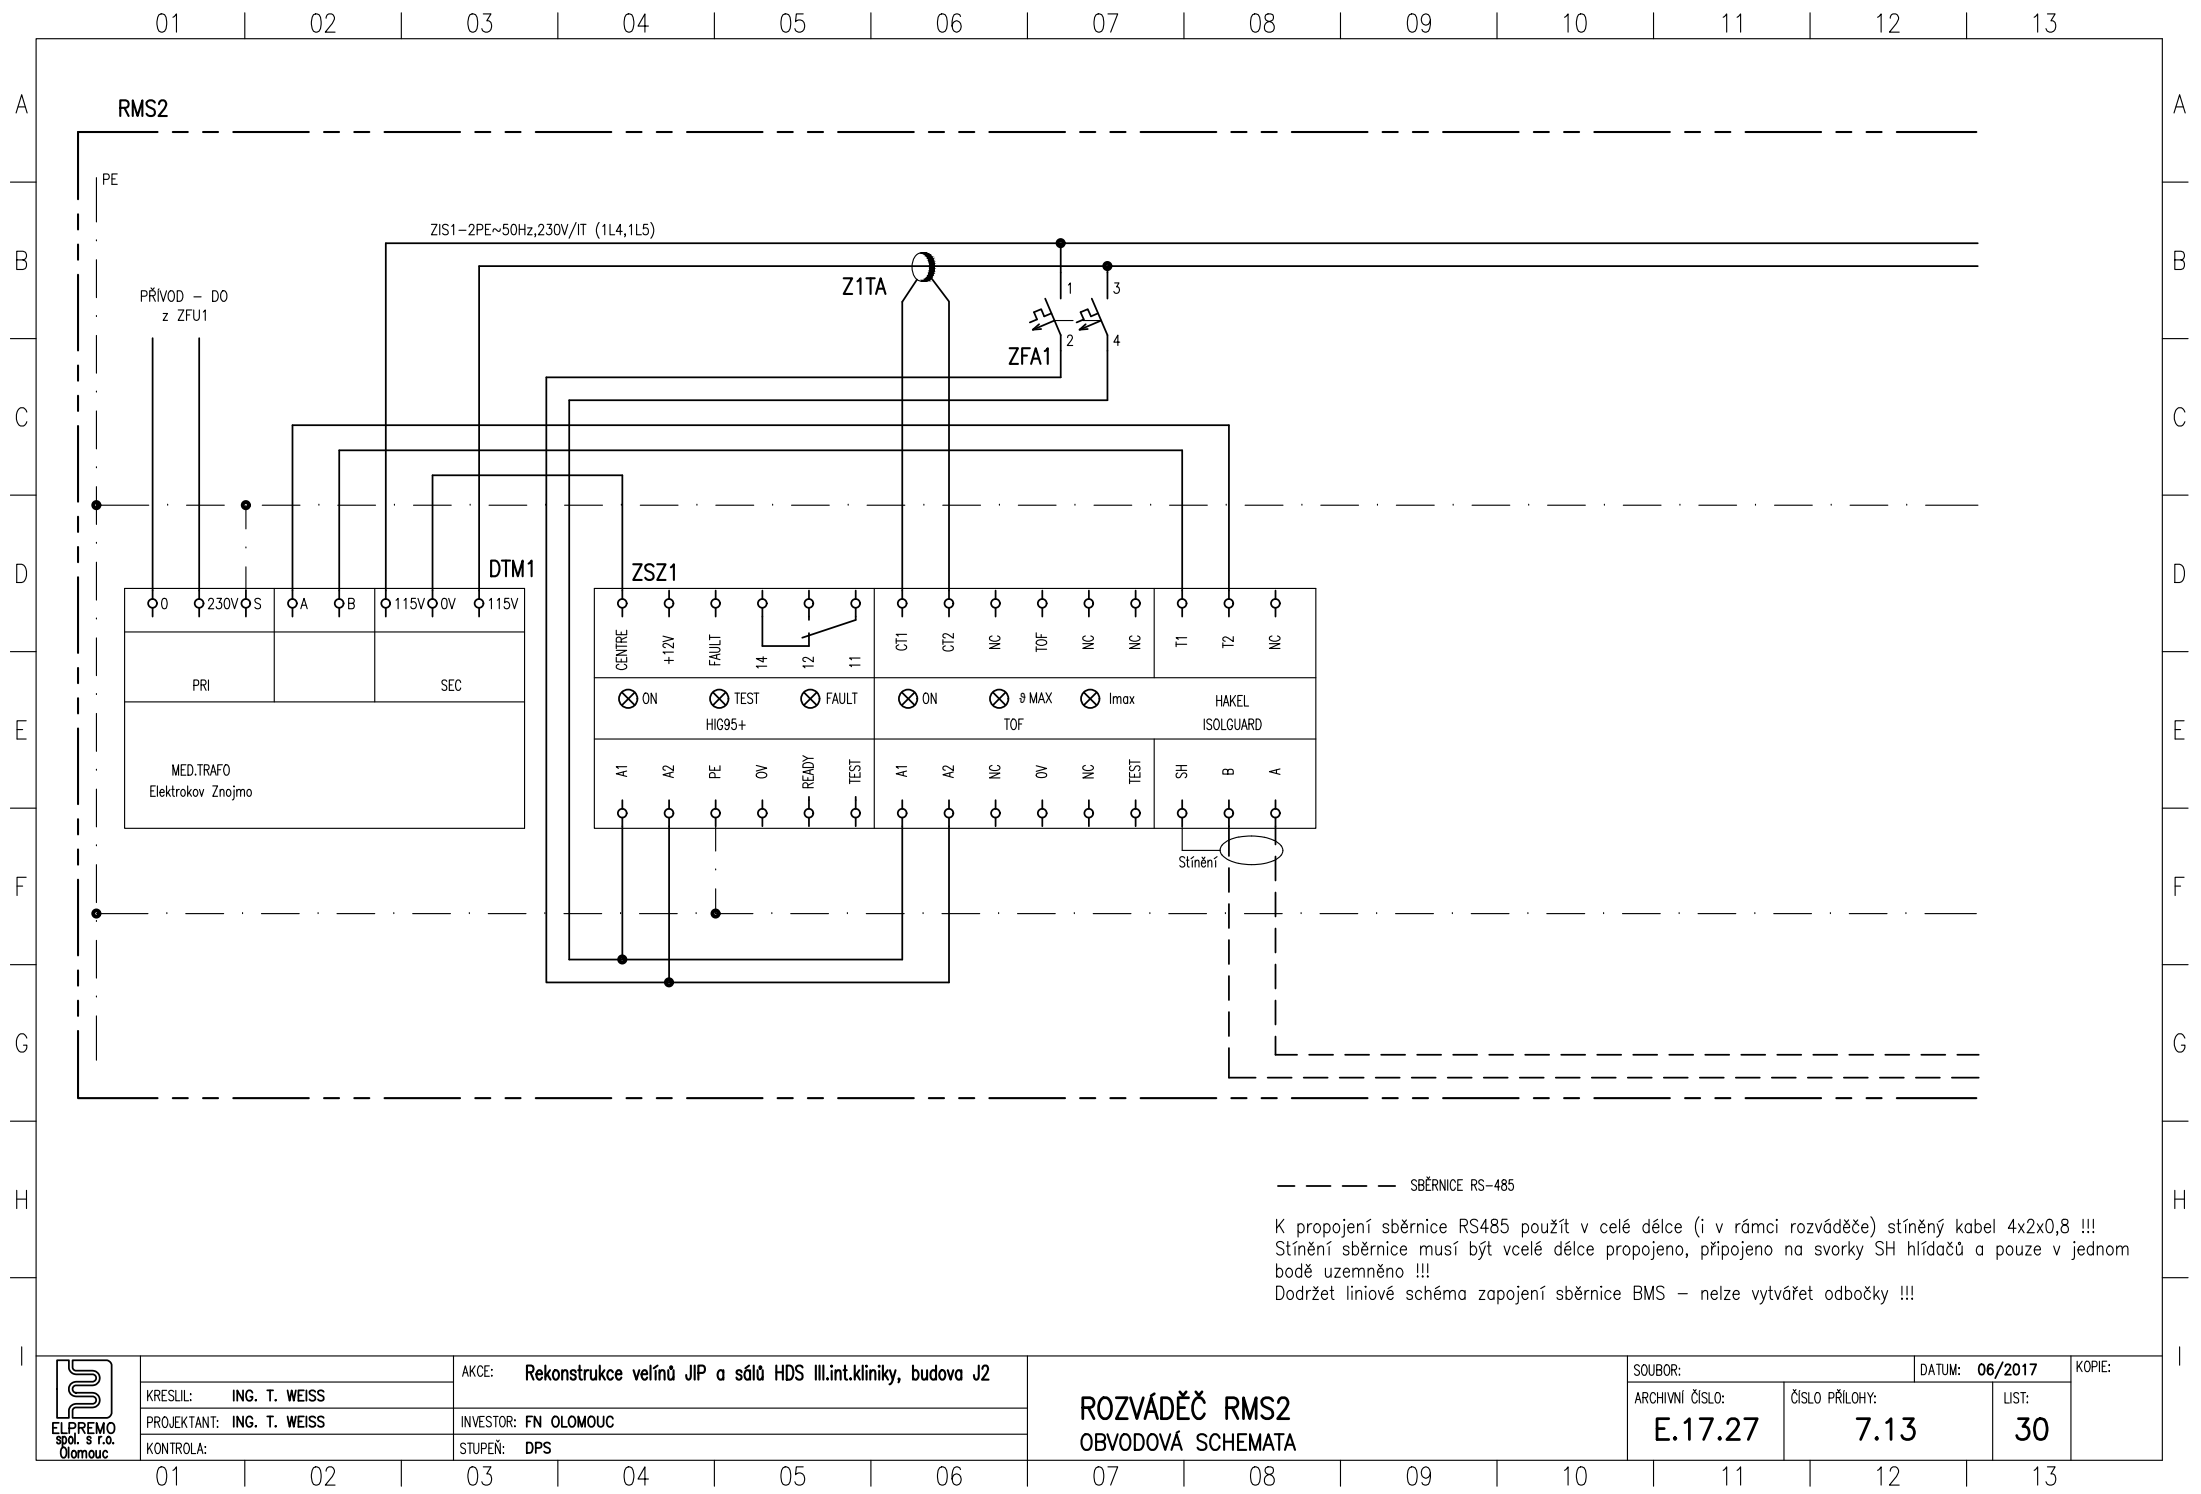 01 02 03 04 05 06 07 08 09 10 11 12 13
A A
RMS2
PE
ZIS1-2PE~50Hz,230V/IT (1L4,1L5)
B B
Z1TA
1 3
PŘÍVOD - DO
z ZFU1
2 4
ZFA1
C C
D D
DTM1 ZSZ1
0 230V S A B 115V 0V 115V
CENTRE +12V FAULT 14 12 11 CT1 CT2 NC TOF NC NC T1 T2 NC
PRI SEC
ON TEST FAULT ON ϑ MAX Imax HAKEL
HIG95+ TOF ISOLGUARD
E E
MED.TRAFO
Elektrokov Znojmo
A1 A2 PE 0V READY TEST A1 A2 NC 0V NC TEST SH B A
Stínění
F F
G G
SBĚRNICE RS-485
H H
K propojení sběrnice RS485 použít v celé délce (i v rámci rozváděče) stíněný kabel 4x2x0,8 !!!
Stínění sběrnice musí být vcelé délce propojeno, připojeno na svorky SH hlídačů a pouze v jednom
bodě uzemněno !!!
Dodržet liniové schéma zapojení sběrnice BMS - nelze vytvářet odbočky !!!
I I
ELPREMO
spol. s r.o.
Olomouc
KRESLIL: ING. T. WEISS
PROJEKTANT: ING. T. WEISS
KONTROLA:
AKCE: Rekonstrukce velínů JIP a sálů HDS III.int.kliniky, budova J2
INVESTOR: FN OLOMOUC
STUPEŇ: DPS
ROZVÁDĚČ RMS2
OBVODOVÁ SCHEMATA
SOUBOR: DATUM: 06/2017 KOPIE:
ARCHIVNÍ ČÍSLO: ČÍSLO PŘÍLOHY: LIST:
E.17.27 7.13 30
01 02 03 04 05 06 07 08 09 10 11 12 13